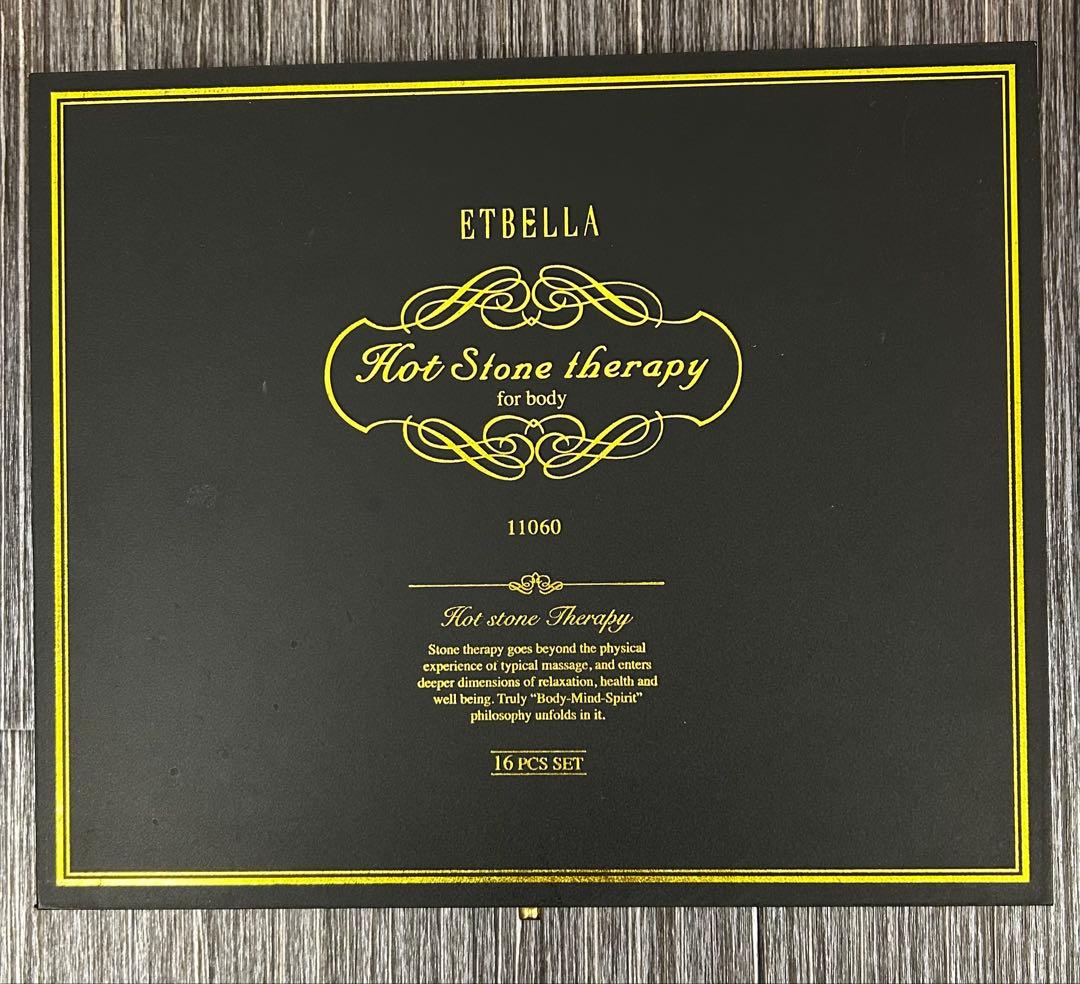 ETBELLA
Hot Stone therapy
for body
11060
Hot stone Therapy
Stone therapy goes beyond the physical
experience of typical massage, and enters
deeper dimensions of relaxation, health and
well being. Truly “Body-Mind-Spirit”
philosophy unfolds in it.
16 PCS SET